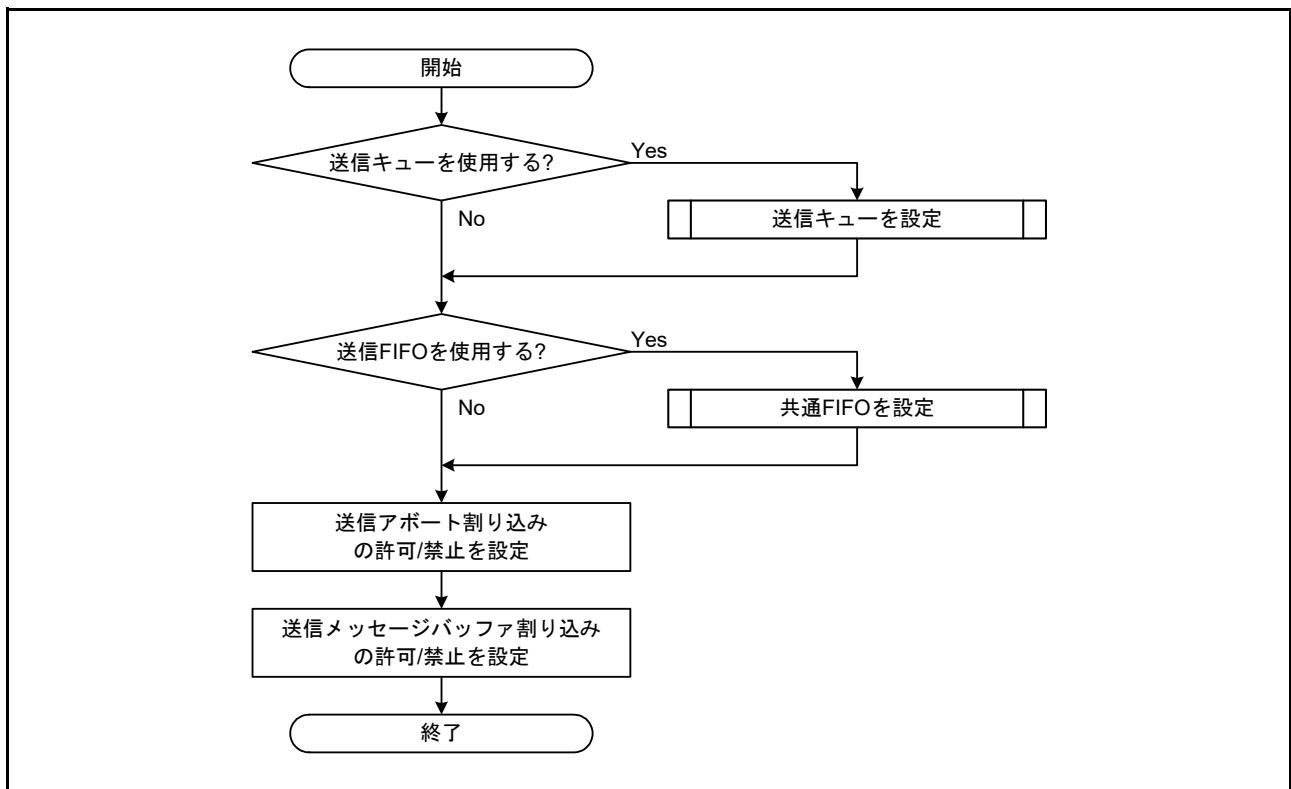 開始
送信キューを使用する?
Yes
送信キューを設定
No
送信FIFOを使用する?
Yes
共通FIFOを設定
No
送信アボート割り込み
の許可/禁止を設定
送信メッセージバッファ割り込み
の許可/禁止を設定
終了